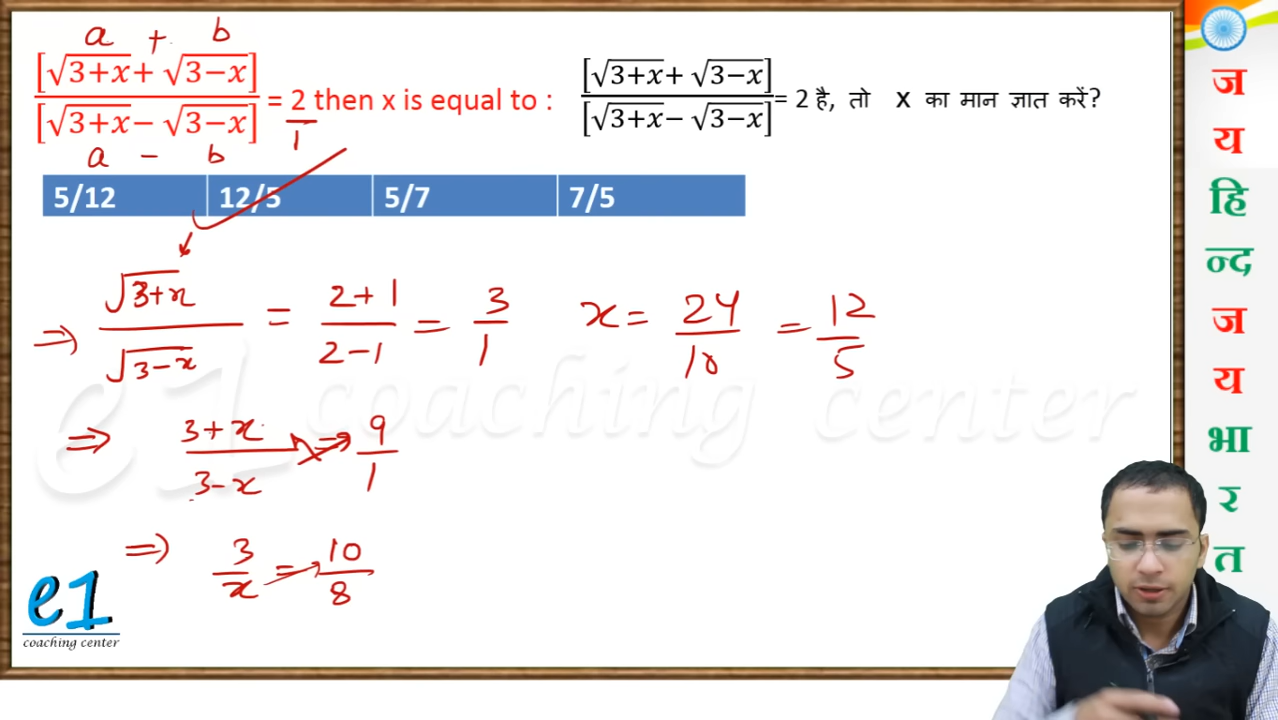 a + b
[√3+x + √3−x] / [√3+x − √3−x] = 2/1 then x is equal to :
a − b
[√3+x + √3−x] / [√3+x − √3−x] = 2 है, तो x का मान ज्ञात करें?
5/12 12/5 5/7 7/5
⇒ √3+x / √3−x = 2+1 / 2−1 = 3/1
x = 24/10 = 12/5
⇒ 3+x / 3−x = 9/1
⇒ 3/x = 10/8
e1 coaching center
e1
coaching center
ज
य
हि
न्द
ज
य
भा
र
त